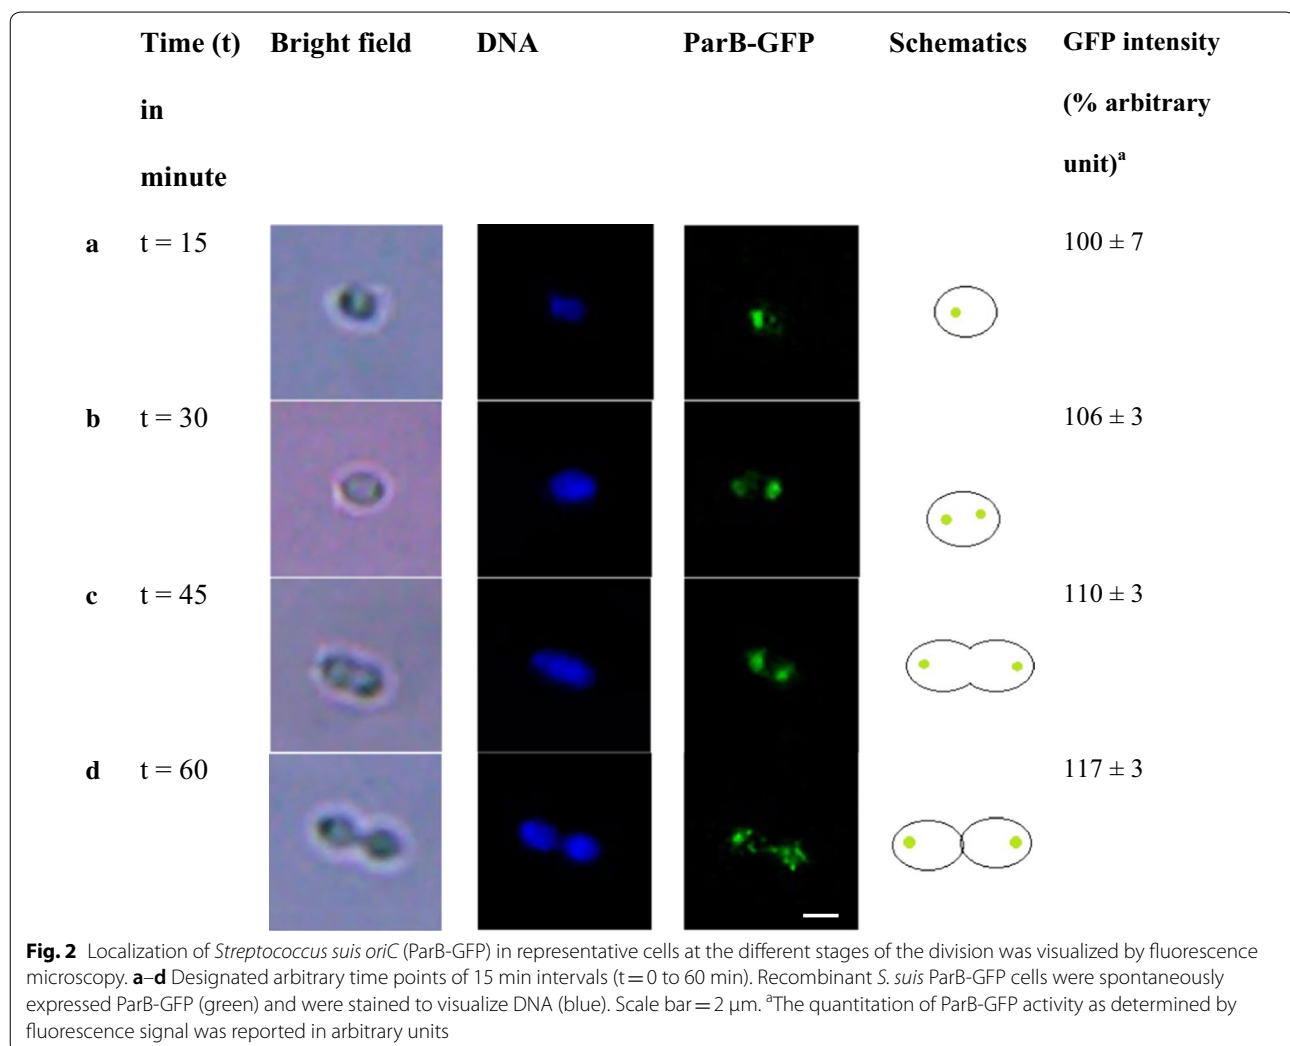 Time (t) in minute Bright field DNA ParB-GFP Schematics GFP intensity (% arbitrary unit)a
a t = 15 100 ± 7
b t = 30 106 ± 3
c t = 45 110 ± 3
d t = 60 117 ± 3
Fig. 2 Localization of Streptococcus suis oriC (ParB-GFP) in representative cells at the different stages of the division was visualized by fluorescence
microscopy. a–d Designated arbitrary time points of 15 min intervals (t = 0 to 60 min). Recombinant S. suis ParB-GFP cells were spontaneously
expressed ParB-GFP (green) and were stained to visualize DNA (blue). Scale bar = 2 μm. aThe quantitation of ParB-GFP activity as determined by
fluorescence signal was reported in arbitrary units